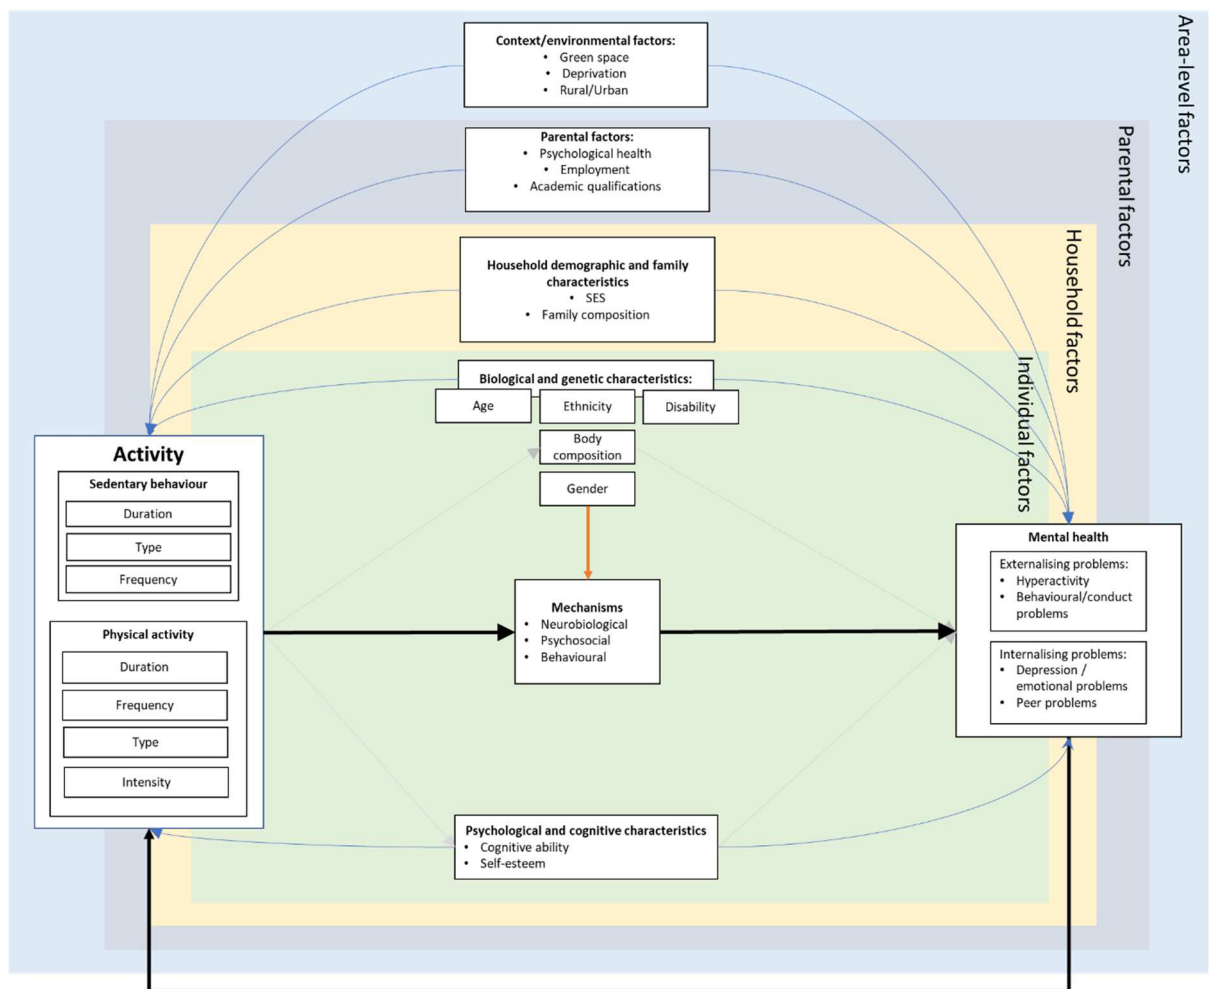 Context/environmental factors:
• Green space
• Deprivation
• Rural/Urban
Area-level factors
Parental factors:
• Psychological health
• Employment
• Academic qualifications
Parental factors
Household demographic and family
characteristics
• SES
• Family composition
Household factors
Biological and genetic characteristics:
Age
Ethnicity
Disability
Body
composition
Gender
Individual factors
Activity
Sedentary behaviour
Duration
Type
Frequency
Physical activity
Duration
Frequency
Type
Intensity
Mechanisms
• Neurobiological
• Psychosocial
• Behavioural
Mental health
Externalising problems:
• Hyperactivity
• Behavioural/conduct
problems
Internalising problems:
• Depression /
emotional problems
• Peer problems
Psychological and cognitive characteristics
• Cognitive ability
• Self-esteem